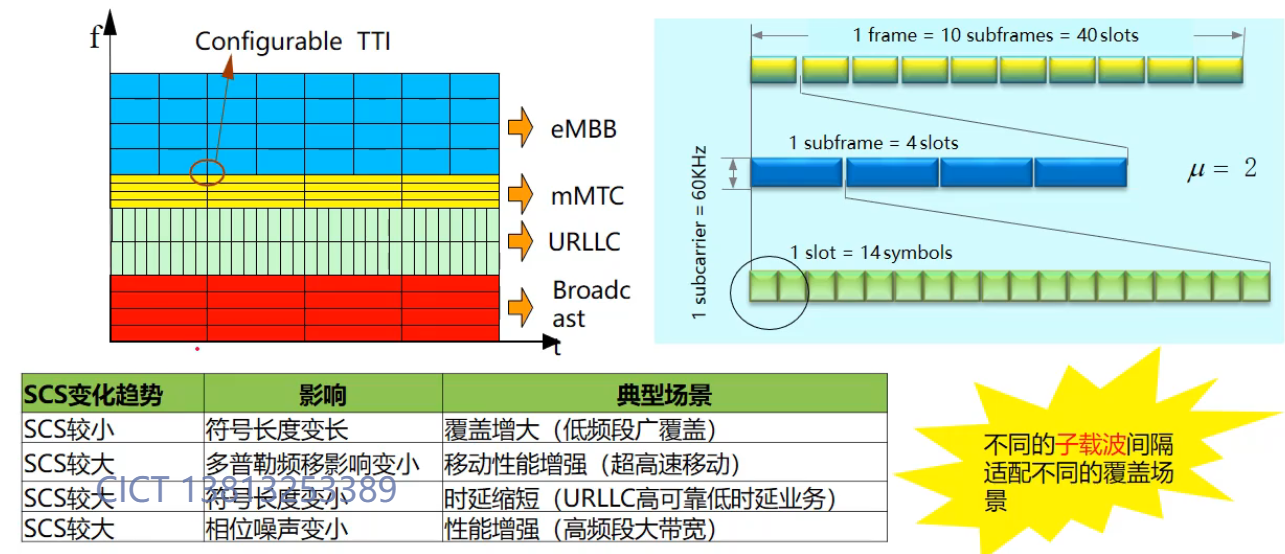 f
Configurable TTI
eMBB
mMTC
URLLC
Broadc
ast
t
1 frame = 10 subframes = 40 slots
1 subframe = 4 slots
μ = 2
1 subcarrier = 60KHz
1 slot = 14 symbols
SCS变化趋势 影响 典型场景
SCS较小 符号长度变长 覆盖增大（低频段广覆盖）
SCS较大 多普勒频移影响变小 移动性能增强（超高速移动）
SCS较大 符号长度变小 时延缩短（URLLC高可靠低时延业务）
SCS较大 相位噪声变小 性能增强（高频段大带宽）
CICT 13813253389
不同的子载波间隔
适配不同的覆盖场
景